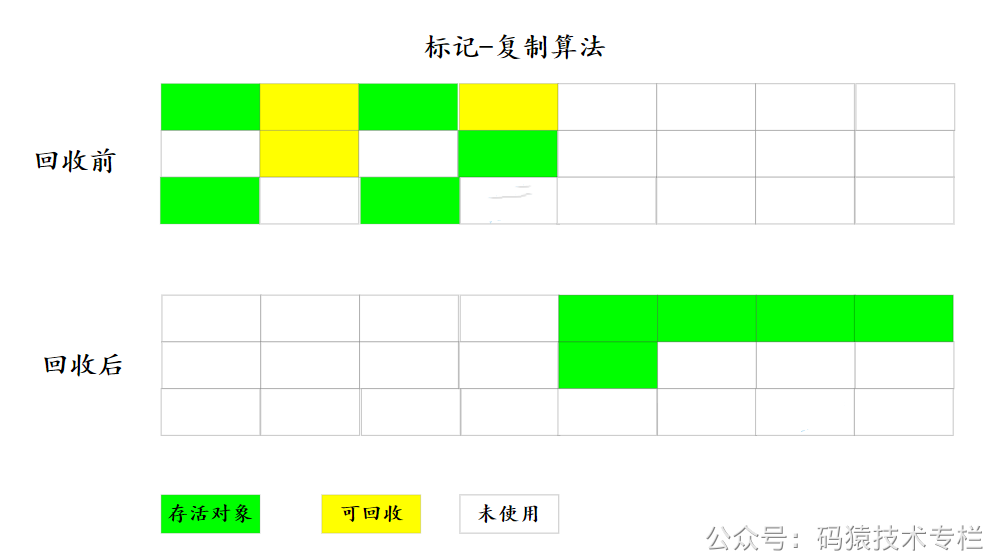 标记-复制算法
回收前
回收后
存活对象
可回收
未使用
公众号：码猿技术专栏